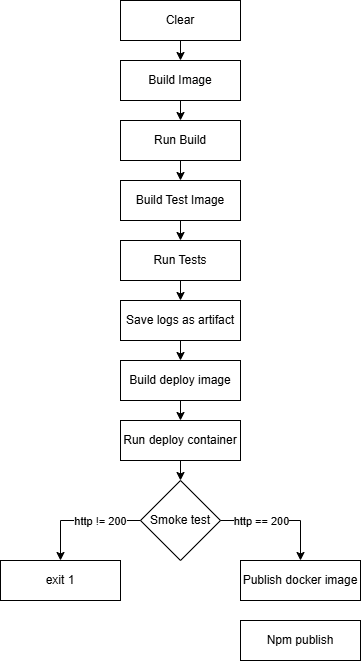 Clear
Build Image
Run Build
Build Test Image
Run Tests
Save logs as artifact
Build deploy image
Run deploy container
Smoke test
http != 200
http == 200
exit 1
Publish docker image
Npm publish